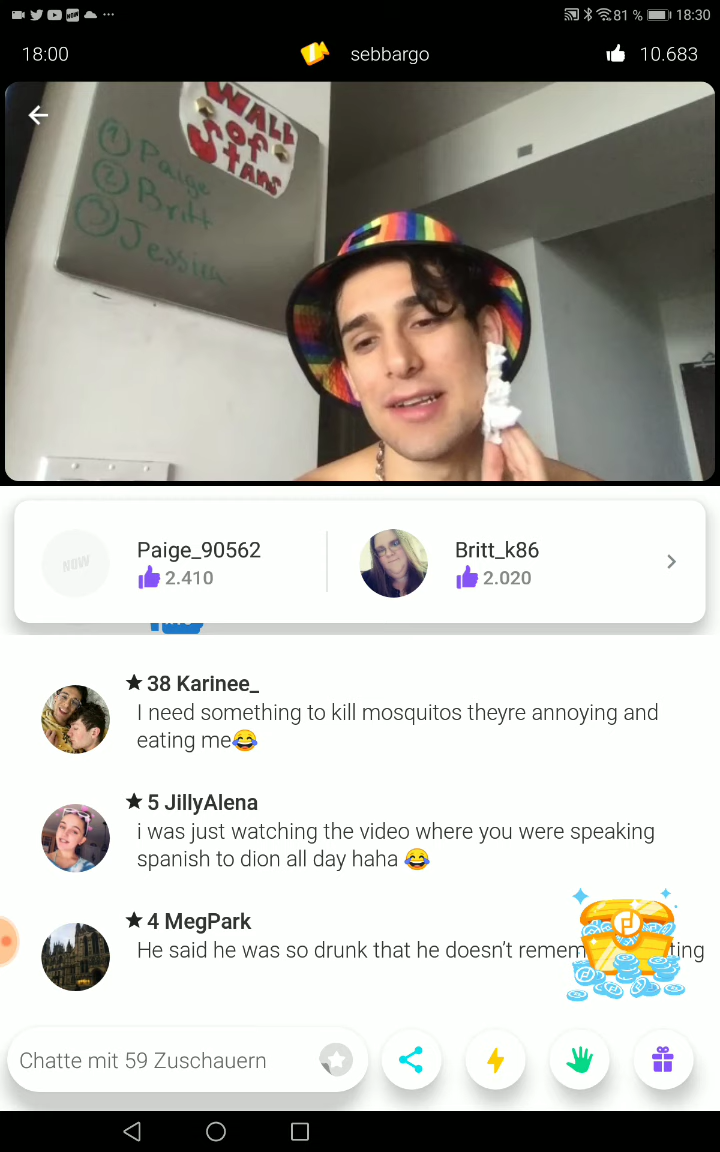 81 % 18:30
18:00 sebbargo 10.683
WALL
OF
STANS
1 Paige
2 Britt
3 Jessica
NOW
Paige_90562
2.410
Britt_k86
2.020
38 Karinee_
I need something to kill mosquitos theyre annoying and
eating me😂
5 JillyAlena
i was just watching the video where you were speaking
spanish to dion all day haha 😂
4 MegPark
He said he was so drunk that he doesn't
Chatte mit 59 Zuschauern